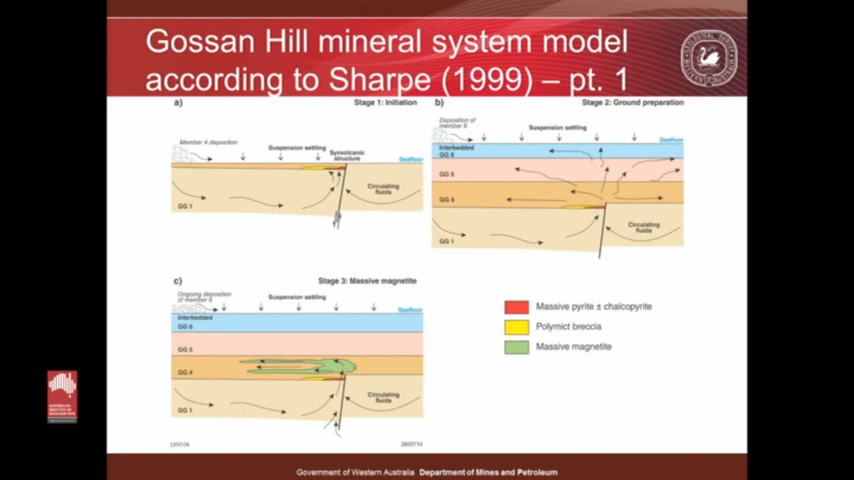 Gossan Hill mineral system model
according to Sharpe (1999) – pt. 1
a)
Stage 1: Initiation
Member 4 deposition
Suspension settling
Synvolcanic
structure
Seafloor
Circulating
fluids
GG 1
b)
Stage 2: Ground preparation
Deposition of
member 6
Suspension settling
Seafloor
Interbedded
GG 6
GG 5
GG 4
Circulating
fluids
GG 1
c)
Stage 3: Massive magnetite
Ongoing deposition
of member 6
Suspension settling
Seafloor
Interbedded
GG 6
GG 5
GG 4
Circulating
fluids
GG 1
Massive pyrite ± chalcopyrite
Polymict breccia
Massive magnetite
28/07/14
Government of Western Australia Department of Mines and Petroleum